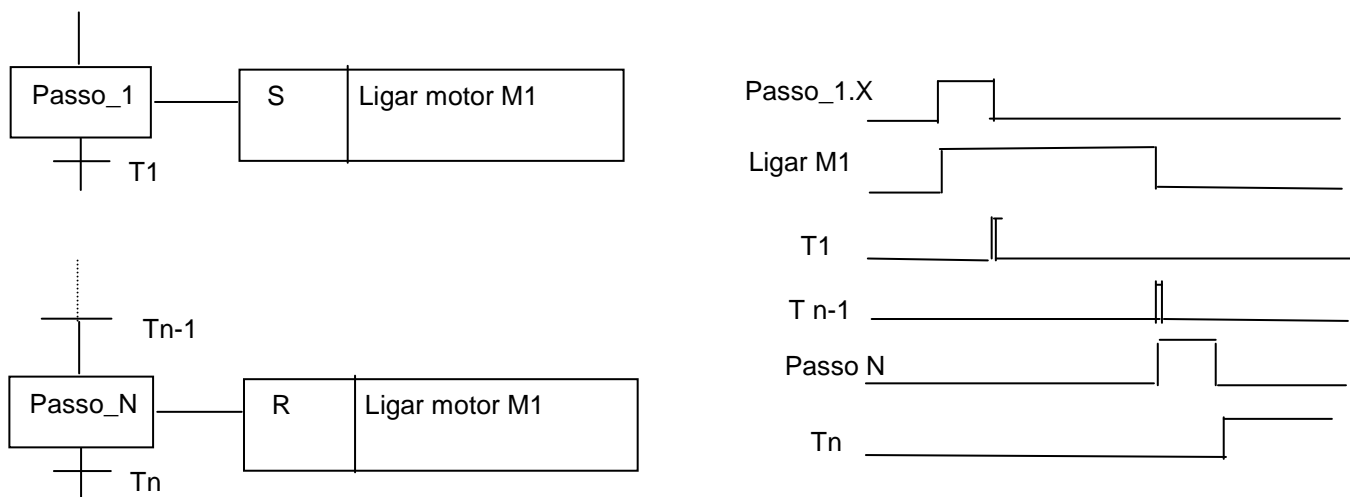 Passo_1
S
Ligar motor M1
T1
Tn-1
Passo_N
R
Ligar motor M1
Tn
Passo_1.X
Ligar M1
T1
T n-1
Passo N
Tn